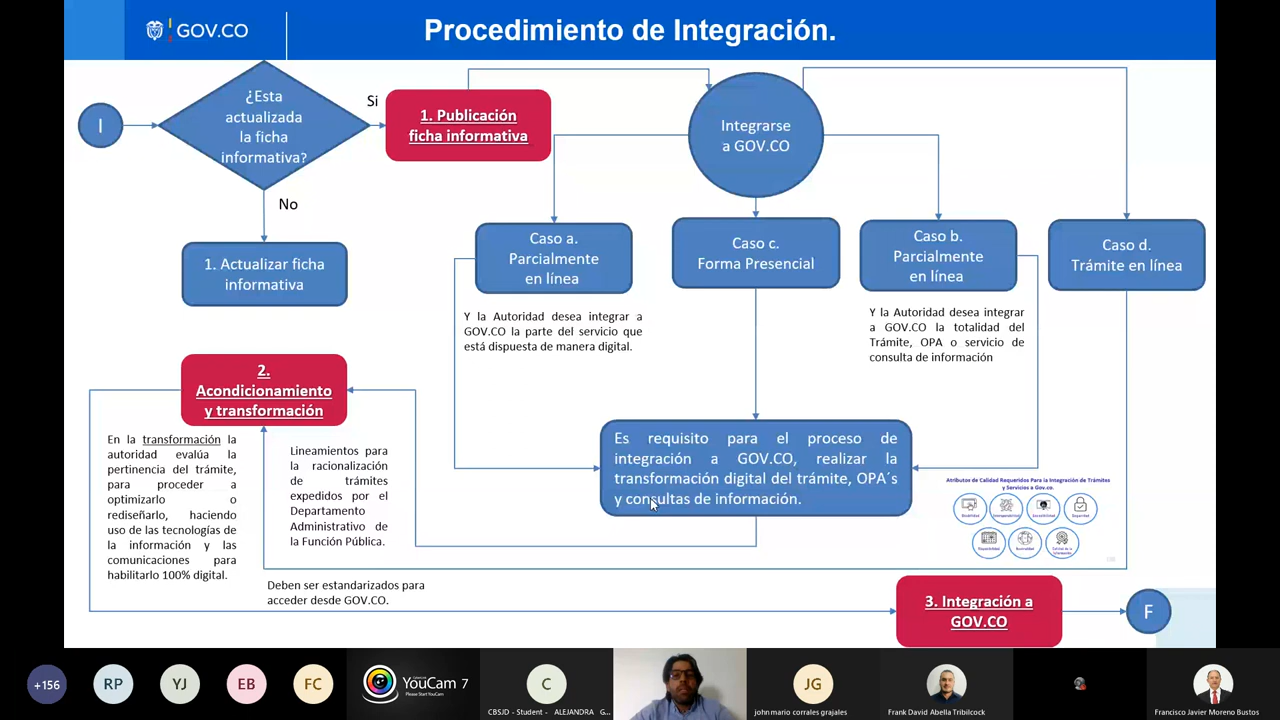 GOV.CO
Procedimiento de Integración.
I
¿Esta
actualizada
la ficha
informativa?
Si
No
1. Publicación
ficha informativa
Integrarse
a GOV.CO
1. Actualizar ficha
informativa
Caso a.
Parcialmente
en línea
Caso c.
Forma Presencial
Caso b.
Parcialmente
en línea
Caso d.
Trámite en línea
Y la Autoridad desea integrar a
GOV.CO la parte del servicio que
está dispuesta de manera digital.
Y la Autoridad desea integrar
a GOV.CO la totalidad del
Trámite, OPA o servicio de
consulta de información
2.
Acondicionamiento
y transformación
En la transformación la
autoridad evalúa la
pertinencia del trámite,
para proceder a
optimizarlo o
rediseñarlo, haciendo
uso de las tecnologías de
la información y las
comunicaciones para
habilitarlo 100% digital.
Lineamientos para
la racionalización
de trámites
expedidos por el
Departamento
Administrativo de
la Función Pública.
Es requisito para el proceso de
integración a GOV.CO, realizar la
transformación digital del trámite, OPA´s
y consultas de información.
Atributos de Calidad Requeridos Para la Integración de Trámites
y Servicios a Gov.co.
Seguridad
Deben ser estandarizados para
acceder desde GOV.CO.
3. Integración a
GOV.CO
F
+156
RP
YJ
EB
FC
YouCam 7
Please Start YouCam
C
CBSJD - Student - ALEJANDRA G...
JG
john mario corrales grajales
Frank David Abella Tribilcock
Francisco Javier Moreno Bustos